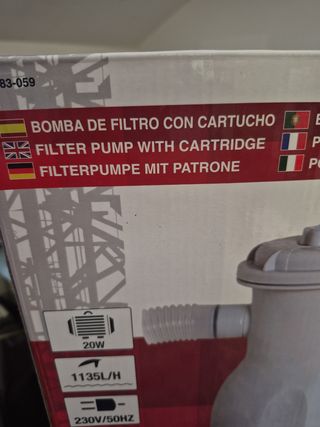 83-059
BOMBA DE FILTRO CON CARTUCHO
FILTER PUMP WITH CARTRIDGE
FILTERPUMPE MIT PATRONE
20W
1135L/H
230V/50HZ